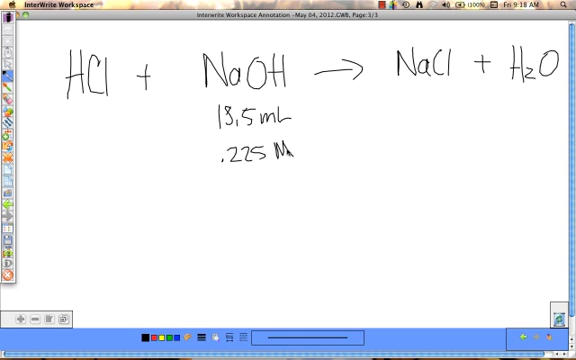 InterWrite Workspace
(100%)
Fri 9:18 AM
Interwrite Workspace Annotation - May 04, 2012.GWB, Page:3/3
HCl + NaOH → NaCl + H₂O
18.5 mL
.225 M